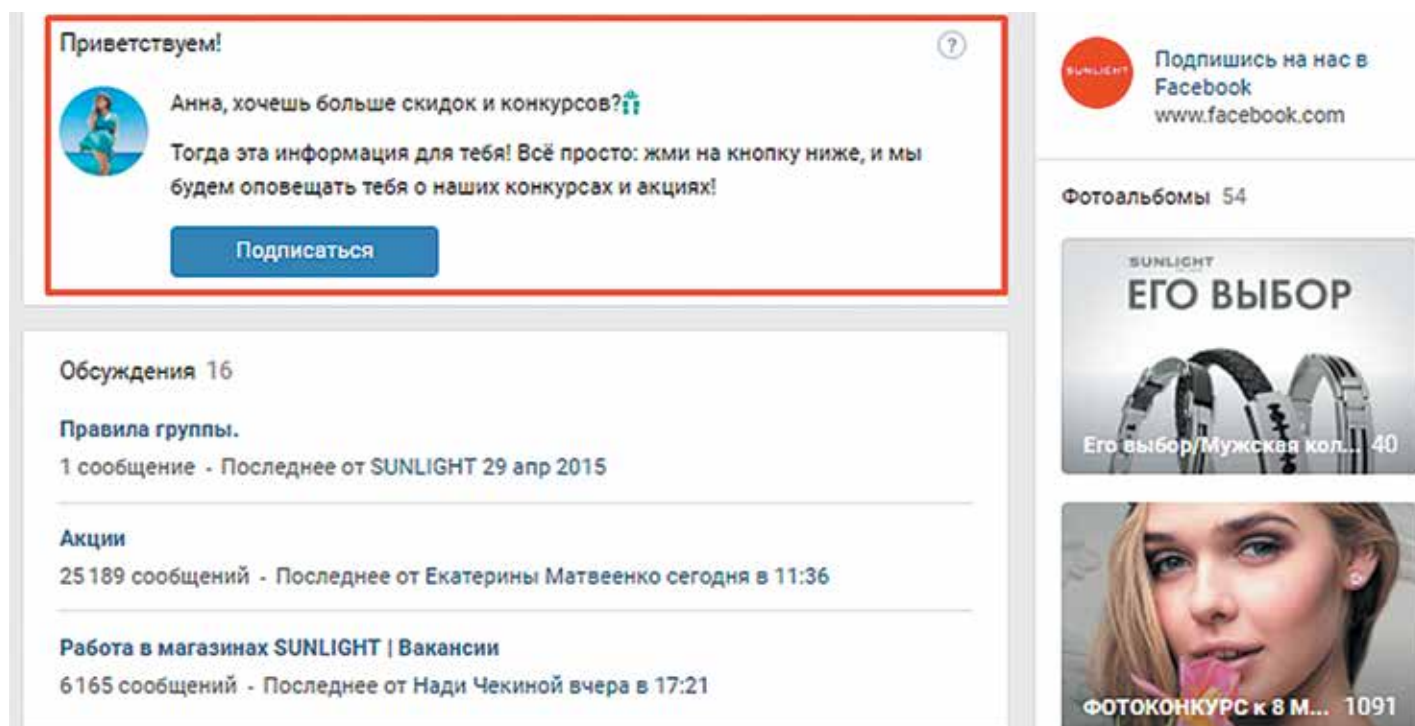 Приветствуем!
?
Анна, хочешь больше скидок и конкурсов?
Тогда эта информация для тебя! Всё просто: жми на кнопку ниже, и мы
будем оповещать тебя о наших конкурсах и акциях!
Подписаться
Обсуждения 16
Правила группы.
1 сообщение - Последнее от SUNLIGHT 29 апр 2015
Акции
25 189 сообщений - Последнее от Екатерины Матвеенко сегодня в 11:36
Работа в магазинах SUNLIGHT | Вакансии
6 165 сообщений - Последнее от Нади Чекиной вчера в 17:21
SUNLIGHT
Подпишись на нас в
Facebook
www.facebook.com
Фотоальбомы 54
SUNLIGHT
ЕГО ВЫБОР
Его выбор/Мужская кол... 40
ФОТОКОНКУРС к 8 М... 1091